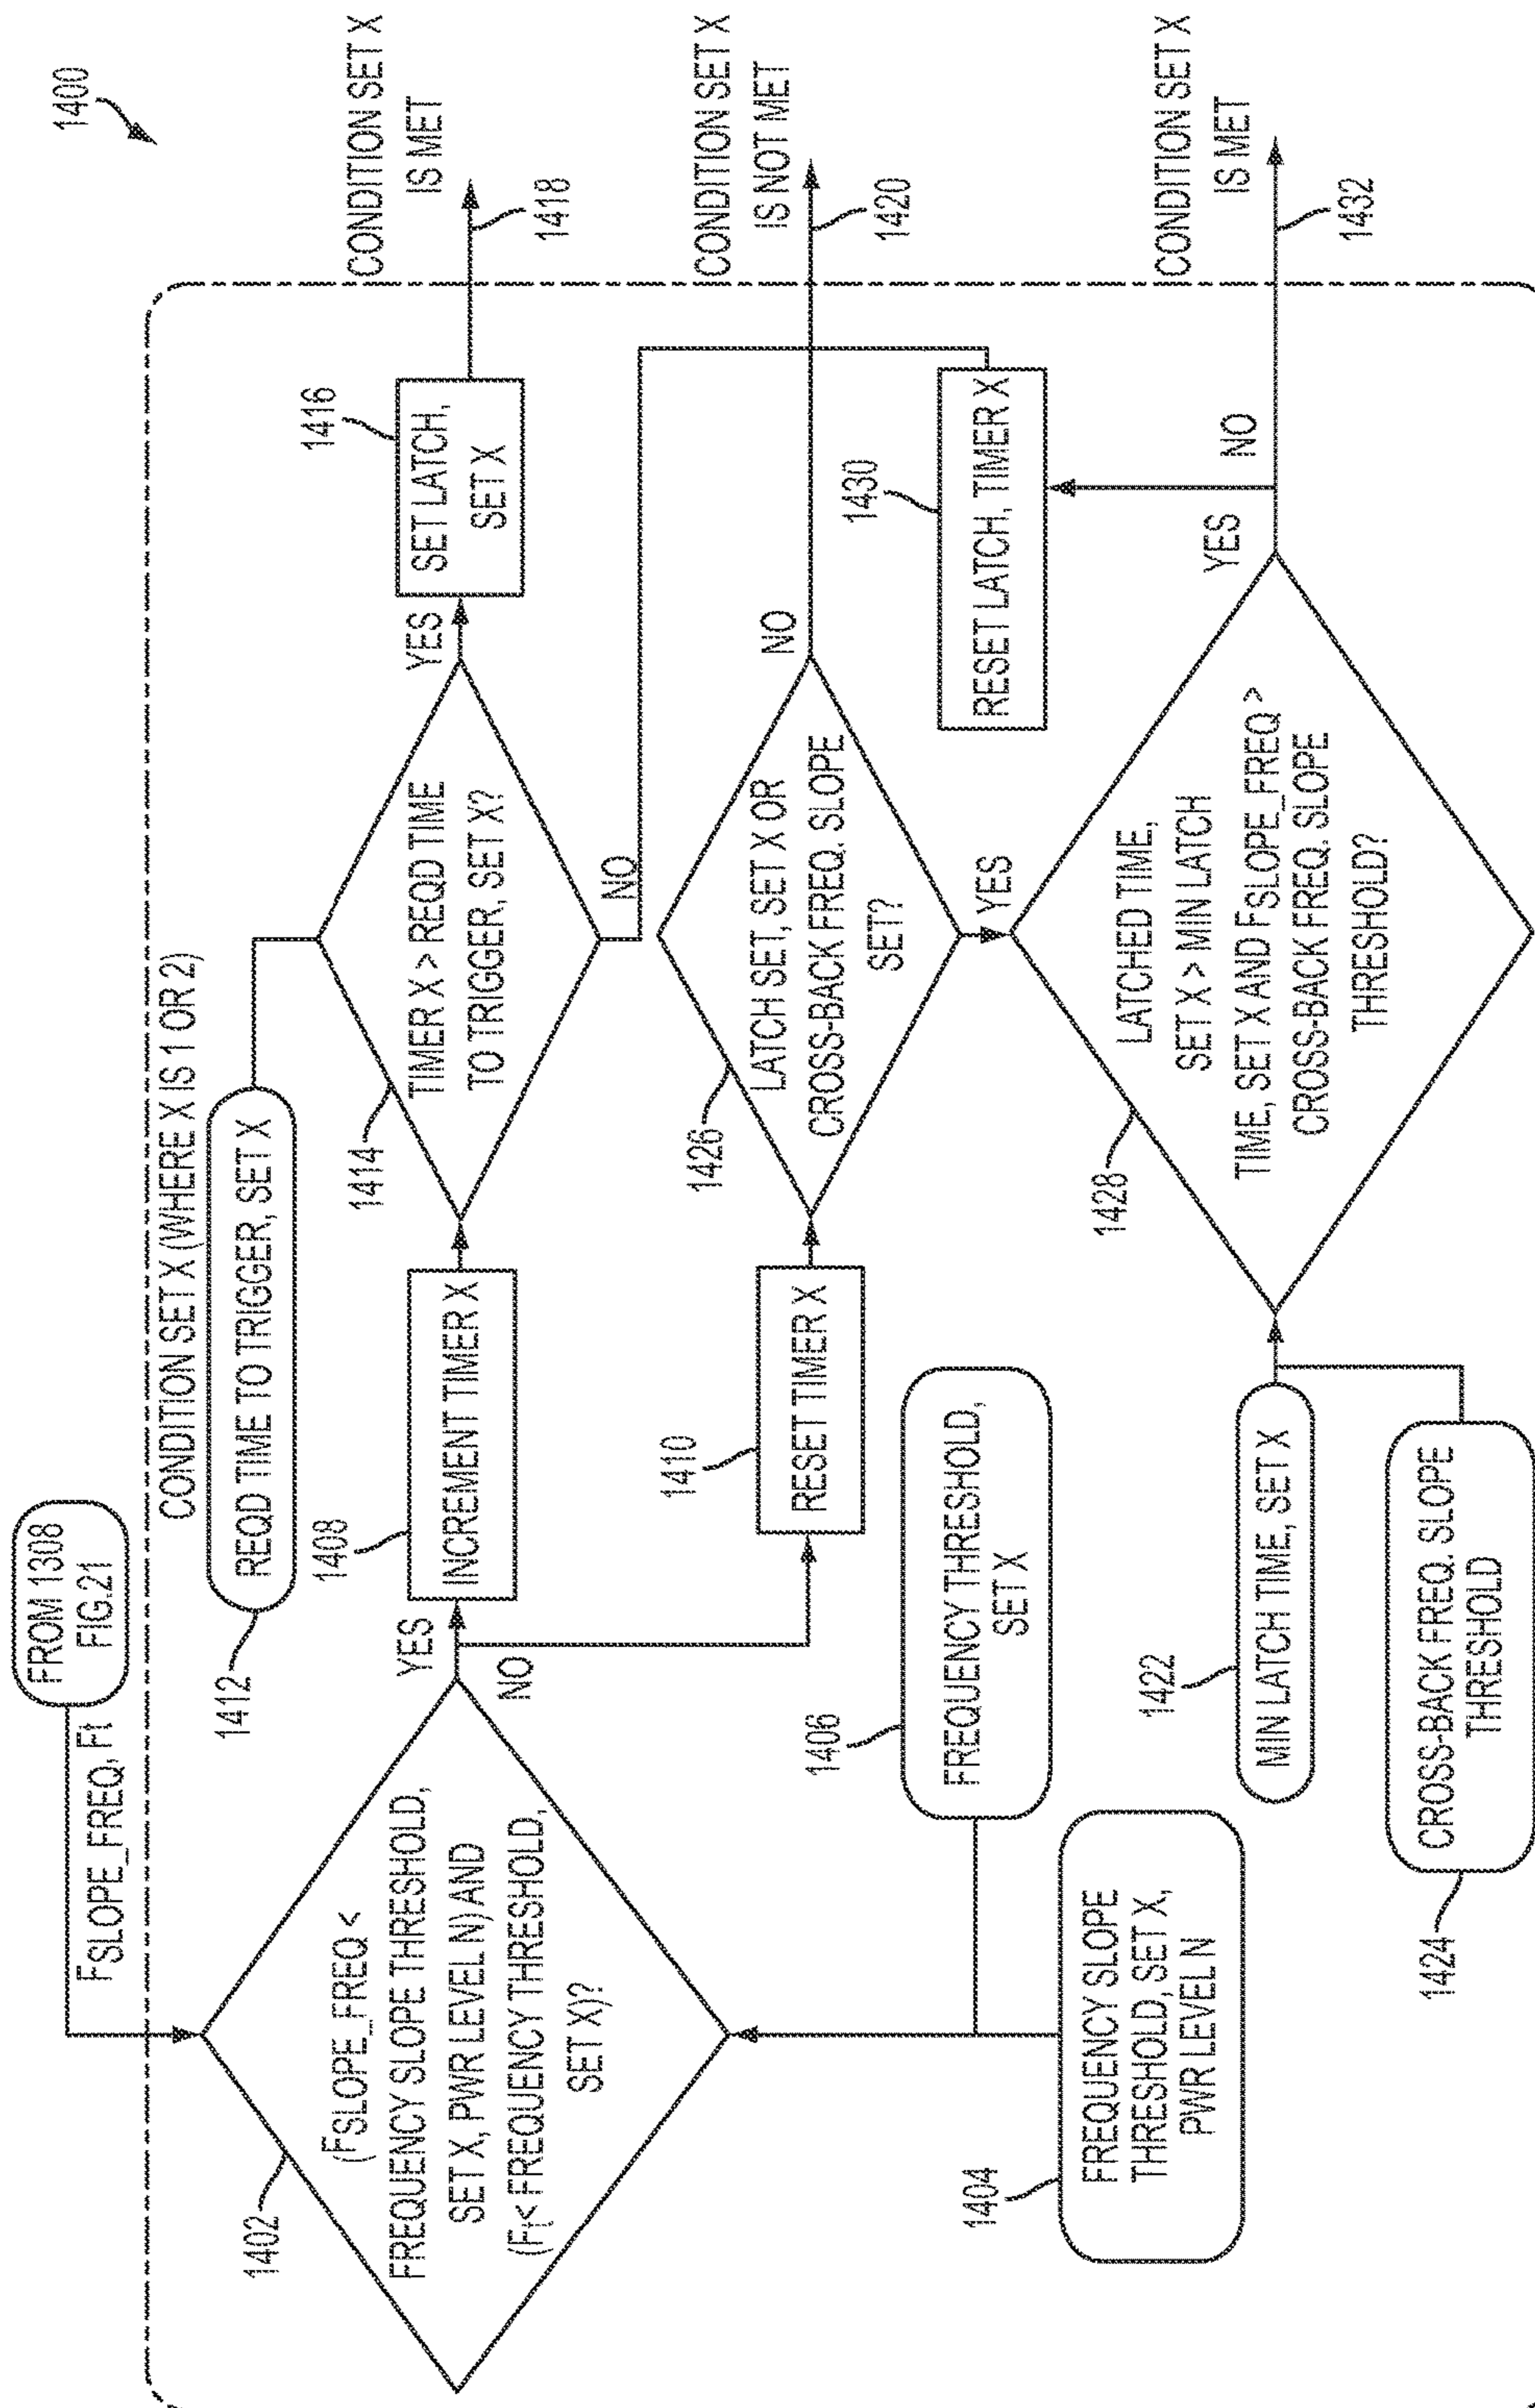 1400
FROM 1308
FIG.21
FSLOPE_FREQ, Ft
CONDITION SET X (WHERE X IS 1 OR 2)
1412
REQD TIME TO TRIGGER, SET X
1402
(FSLOPE_FREQ <
FREQUENCY SLOPE THRESHOLD,
SET X, PWR LEVEL N) AND
(Ft < FREQUENCY THRESHOLD,
SET X)?
YES
NO
1408
INCREMENT TIMER X
1414
TIMER X > REQD TIME
TO TRIGGER, SET X?
YES
NO
1416
SET LATCH,
SET X
CONDITION SET X
IS MET
1418
1410
RESET TIMER X
1426
LATCH SET, SET X OR
CROSS-BACK FREQ. SLOPE
SET?
NO
YES
CONDITION SET X
IS NOT MET
1420
1406
FREQUENCY THRESHOLD,
SET X
1404
FREQUENCY SLOPE
THRESHOLD, SET X,
PWR LEVEL N
1430
RESET LATCH, TIMER X
1422
MIN LATCH TIME, SET X
1424
CROSS-BACK FREQ. SLOPE
THRESHOLD
1428
LATCHED TIME,
SET X > MIN LATCH
TIME, SET X AND FSLOPE_FREQ >
CROSS-BACK FREQ. SLOPE
THRESHOLD?
YES
NO
CONDITION SET X
IS MET
1432